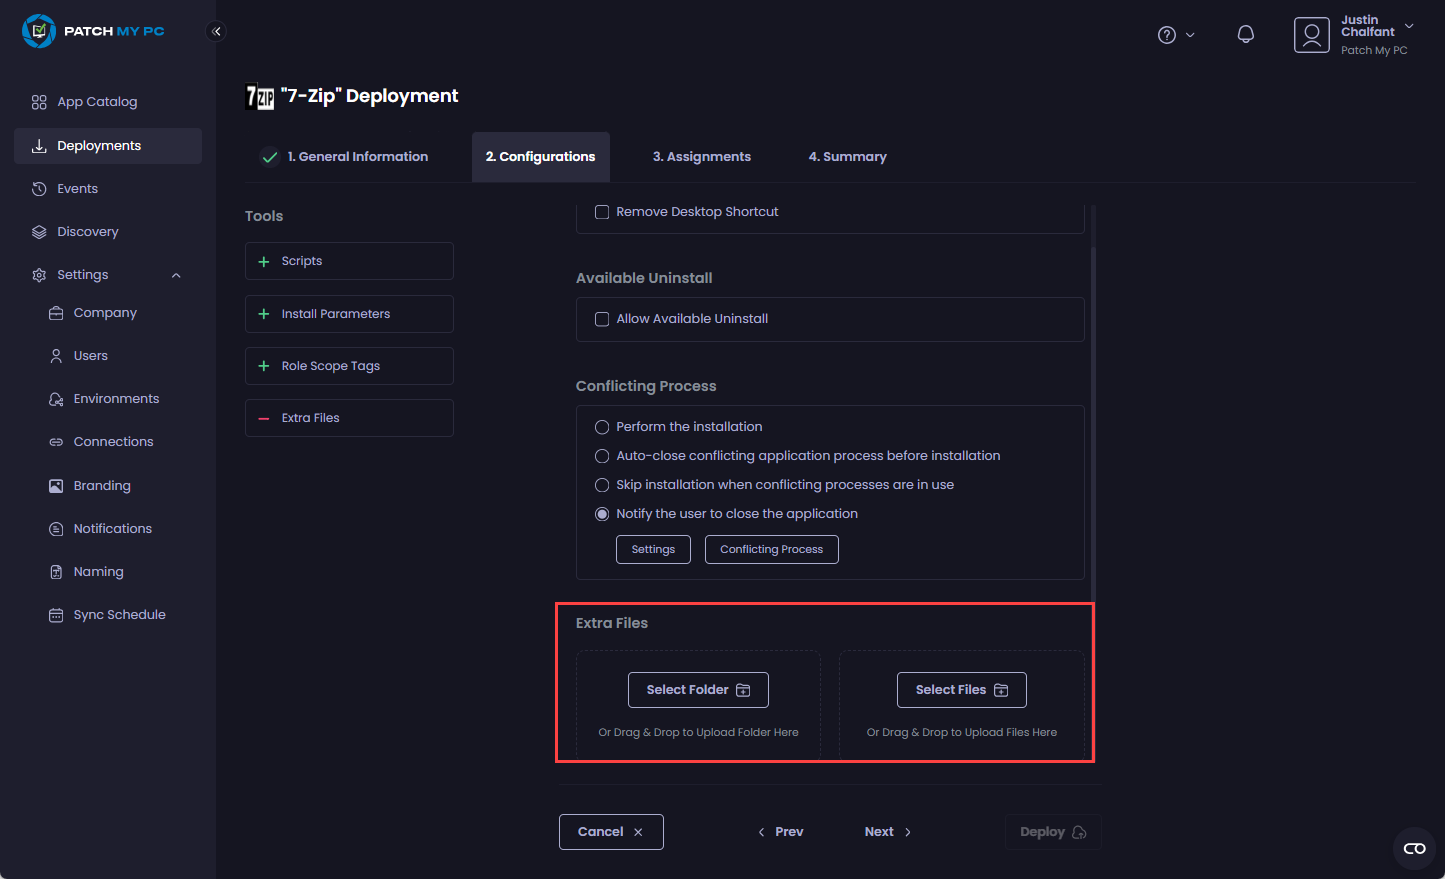 PATCH MY PC
Justin
Chalfant
Patch My PC
App Catalog
Deployments
Events
Discovery
Settings
Company
Users
Environments
Connections
Branding
Notifications
Naming
Sync Schedule
7ZIP "7-Zip" Deployment
1. General Information
2. Configurations
3. Assignments
4. Summary
Tools
Scripts
Install Parameters
Role Scope Tags
Extra Files
Remove Desktop Shortcut
Available Uninstall
Allow Available Uninstall
Conflicting Process
Perform the installation
Auto-close conflicting application process before installation
Skip installation when conflicting processes are in use
Notify the user to close the application
Settings
Conflicting Process
Extra Files
Select Folder
Or Drag & Drop to Upload Folder Here
Select Files
Or Drag & Drop to Upload Files Here
Cancel
Prev
Next
Deploy